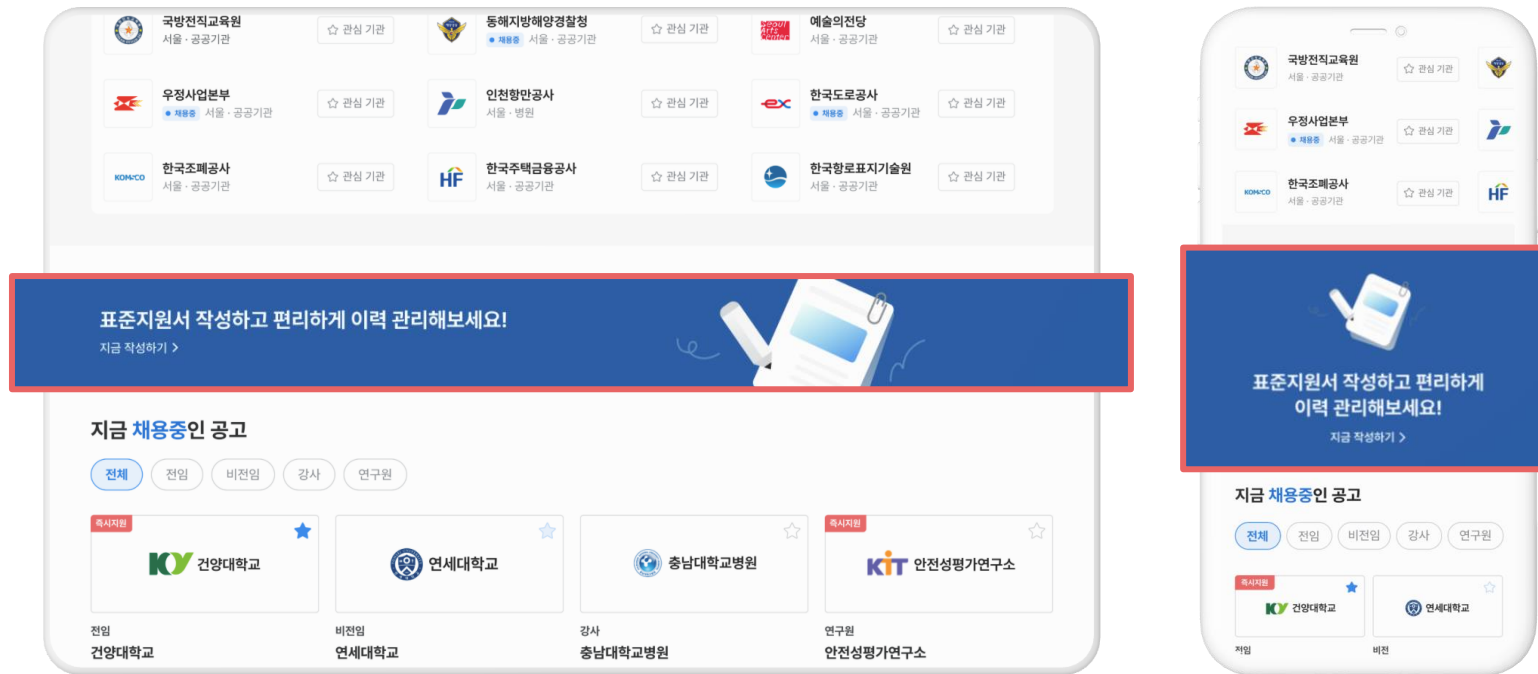 국방전직교육원
서울 · 공공기관
☆ 관심 기관
동해지방해양경찰청
• 채용중 서울 · 공공기관
☆ 관심 기관
Seoul
Arts
Center
예술의전당
서울 · 공공기관
☆ 관심 기관
우정사업본부
• 채용중 서울 · 공공기관
☆ 관심 기관
인천항만공사
서울 · 병원
☆ 관심 기관
ex
한국도로공사
• 채용중 서울 · 공공기관
☆ 관심 기관
KOMSCO
한국조폐공사
서울 · 공공기관
☆ 관심 기관
HF
한국주택금융공사
서울 · 공공기관
☆ 관심 기관
한국항로표지기술원
서울 · 공공기관
☆ 관심 기관
표준지원서 작성하고 편리하게 이력 관리해보세요!
지금 작성하기 >
지금 채용중인 공고
전체 전임 비전임 강사 연구원
즉시지원
KY 건양대학교
연세대학교
충남대학교병원
즉시지원
KIT 안전성평가연구소
전임
건양대학교
비전임
연세대학교
강사
충남대학교병원
연구원
안전성평가연구소
국방전직교육원
서울 · 공공기관
☆ 관심 기관
우정사업본부
• 채용중 서울 · 공공기관
☆ 관심 기관
KOMSCO
한국조폐공사
서울 · 공공기관
☆ 관심 기관
HF
표준지원서 작성하고 편리하게
이력 관리해보세요!
지금 작성하기 >
지금 채용중인 공고
전체 전임 비전임 강사 연구원
즉시지원
KY 건양대학교
연세대학교
전임
비전